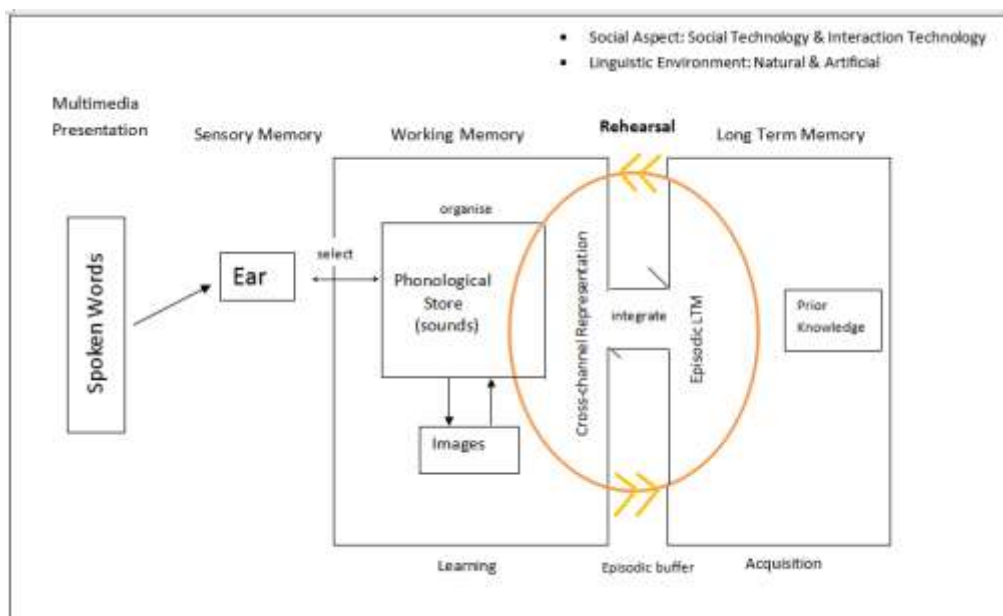 • Social Aspect: Social Technology & Interaction Technology
• Linguistic Environment: Natural & Artificial
Multimedia
Presentation
Sensory Memory
Working Memory
Rehearsal
Long Term Memory
Spoken Words
Ear
select
organise
Phonological
Store
(sounds)
Images
Cross-channel Representation
integrate
Episodic LTM
Prior
Knowledge
Learning
Episodic buffer
Acquisition